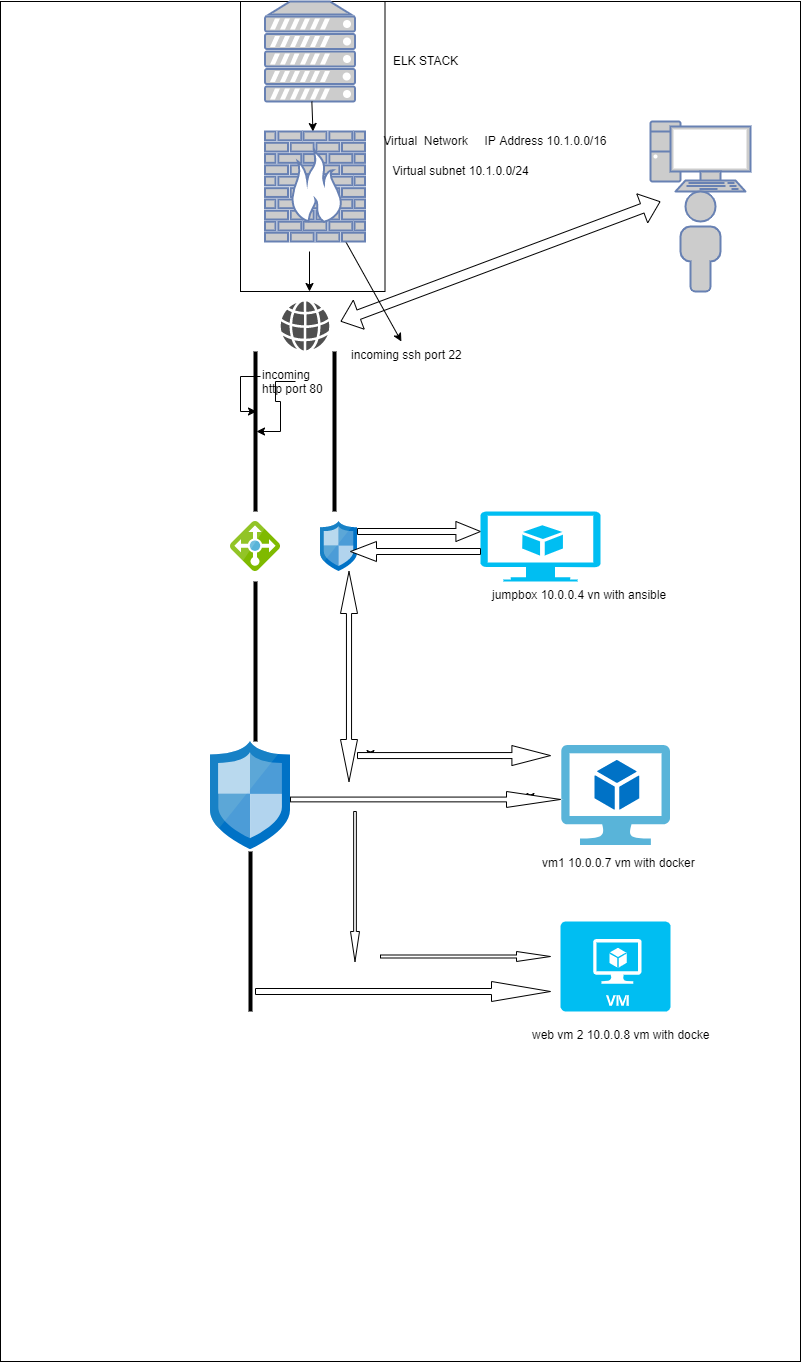 ELK STACK
Virtual Network IP Address 10.1.0.0/16
Virtual subnet 10.1.0.0/24
incoming ssh port 22
incoming
http port 80
jumpbox 10.0.0.4 vn with ansible
vm1 10.0.0.7 vm with docker
VM
web vm 2 10.0.0.8 vm with docke